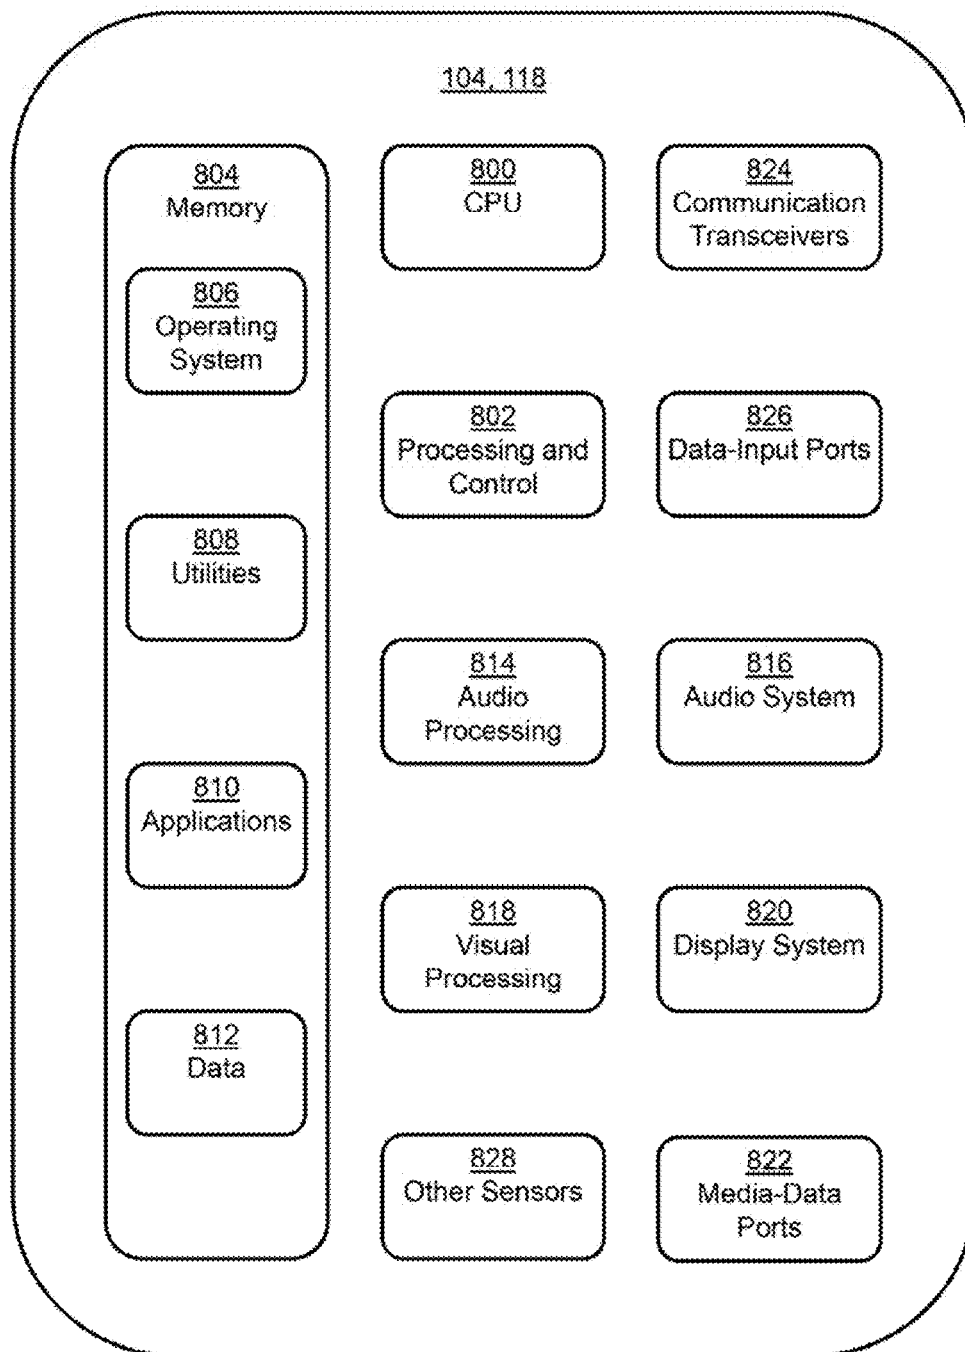 104, 118
804
Memory
806
Operating
System
808
Utilities
810
Applications
812
Data
800
CPU
802
Processing and
Control
814
Audio
Processing
818
Visual
Processing
828
Other Sensors
824
Communication
Transceivers
826
Data-Input Ports
816
Audio System
820
Display System
822
Media-Data
Ports